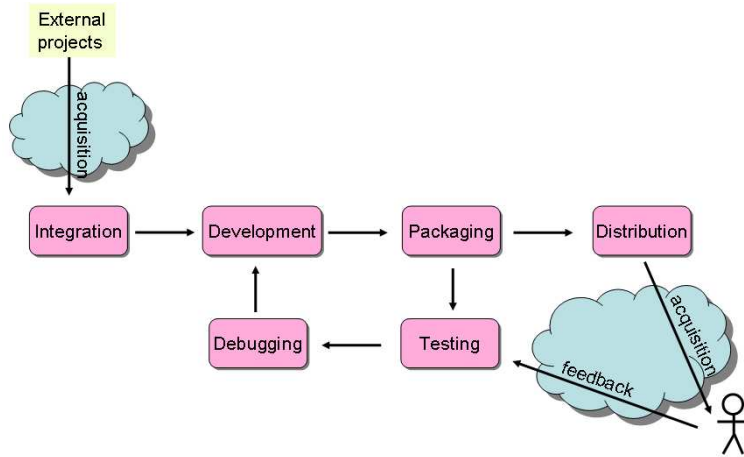 External
projects
acquisition
Integration
Development
Packaging
Distribution
Debugging
Testing
acquisition
feedback